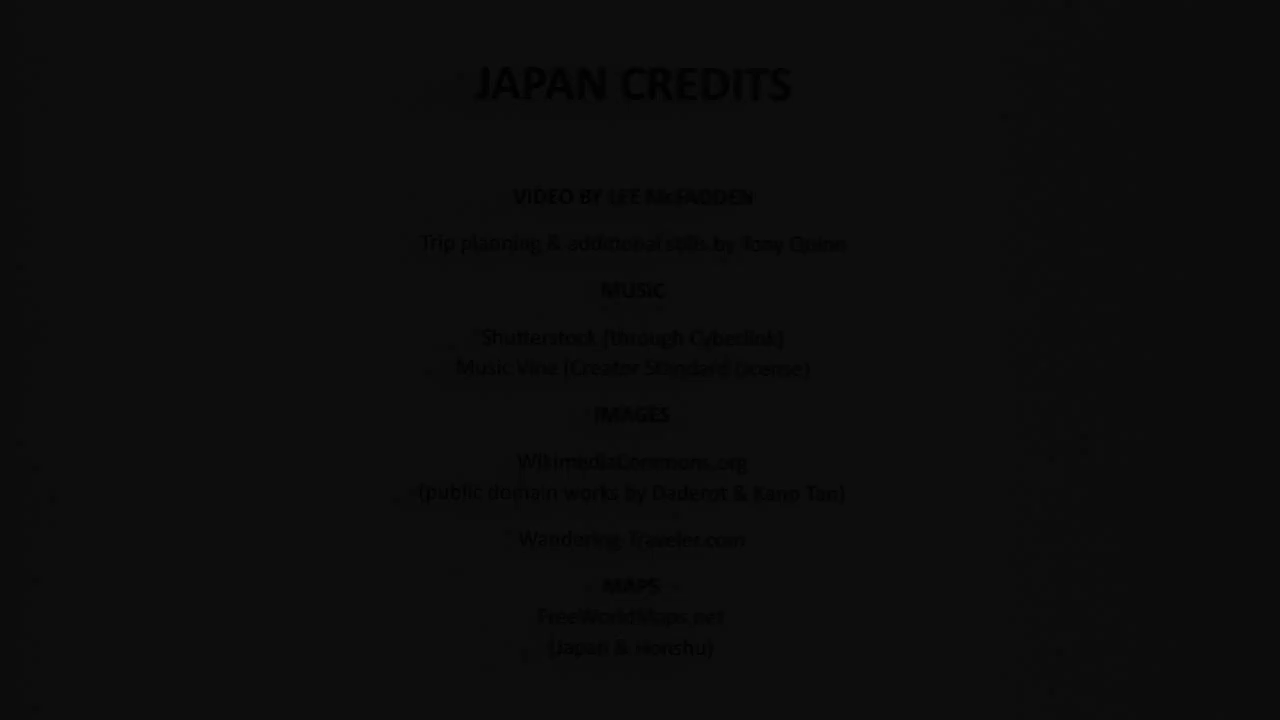 JAPAN CREDITS
VIDEO BY LEE McFADDEN
Trip planning & additional stills by Tony Quinn
MUSIC
Shutterstock (through Cyberlink)
Music Vine (Creator Standard License)
IMAGES
WikimediaCommons.org
(public domain works by Daderot & Kano Tan)
Wandering-Traveler.com
MAPS
FreeWorldMaps.net
(Japan & Honshu)